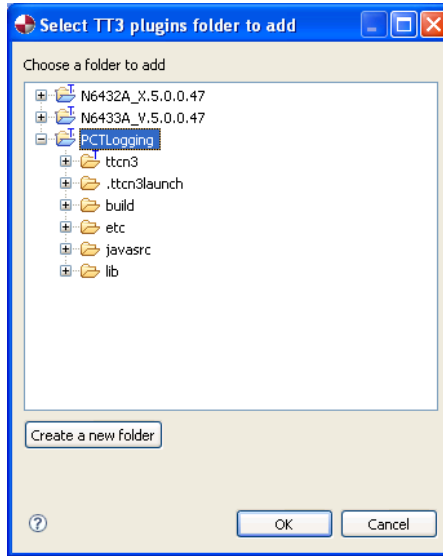 Select TT3 plugins folder to add
Choose a folder to add
N6432A_X.5.0.0.47
N6433A_V.5.0.0.47
PCTLogging
ttcn3
.ttcn3launch
build
etc
javasrc
lib
Create a new folder
OK
Cancel